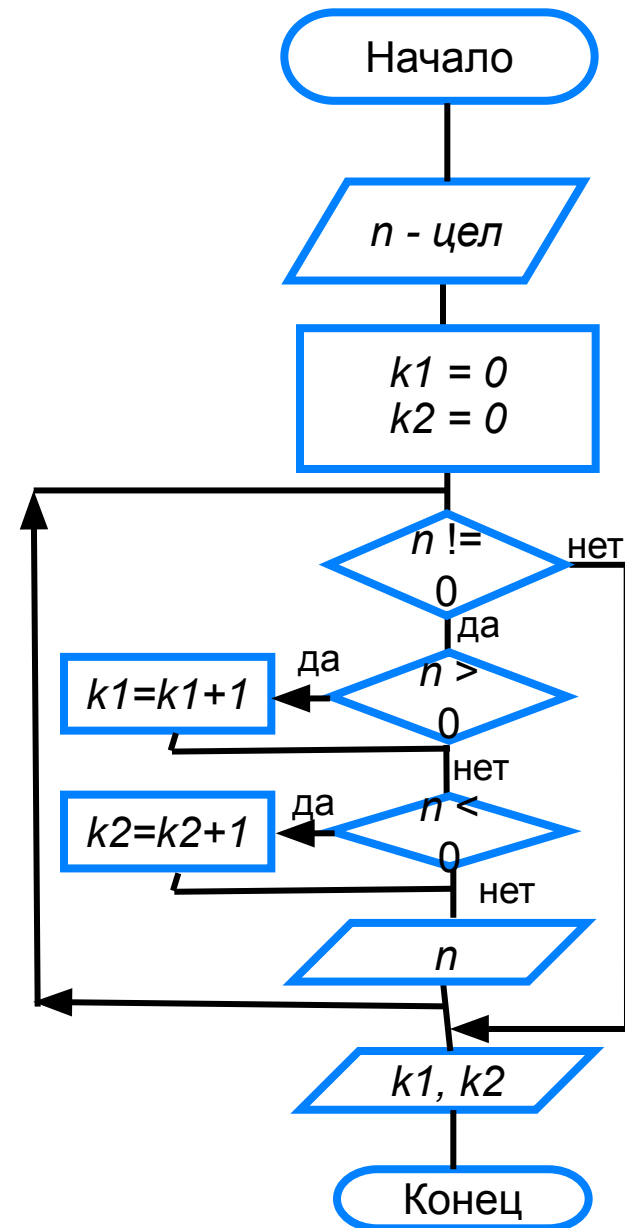 Начало
n - цел
k1 = 0
k2 = 0
n !=
0
нет
да
n >
0
да
k1=k1+1
нет
n <
0
да
k2=k2+1
нет
n
k1, k2
Конец